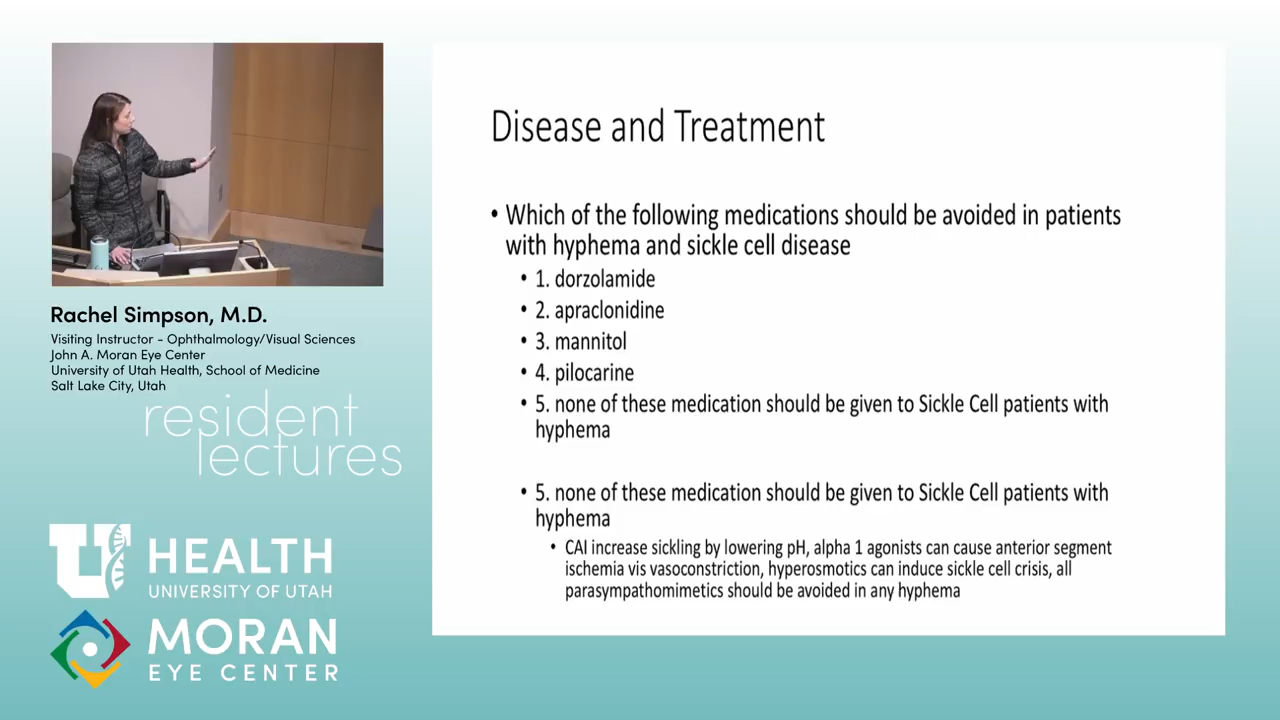 Disease and Treatment
• Which of the following medications should be avoided in patients
with hyphema and sickle cell disease
• 1. dorzolamide
• 2. apraclonidine
• 3. mannitol
• 4. pilocarine
• 5. none of these medication should be given to Sickle Cell patients with
hyphema
• 5. none of these medication should be given to Sickle Cell patients with
hyphema
• CAI increase sickling by lowering pH, alpha 1 agonists can cause anterior segment
ischemia vis vasoconstriction, hyperosmotics can induce sickle cell crisis, all
parasympathomimetics should be avoided in any hyphema
Rachel Simpson, M.D.
Visiting Instructor - Ophthalmology/Visual Sciences
John A. Moran Eye Center
University of Utah Health, School of Medicine
Salt Lake City, Utah
resident
lectures
U HEALTH
UNIVERSITY OF UTAH
MORAN
EYE CENTER